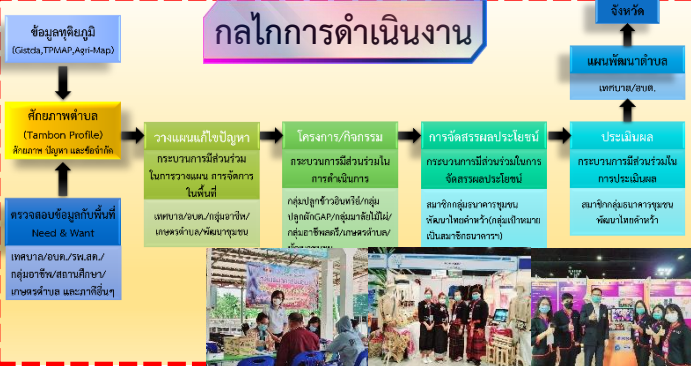 กลไกการดำเนินงาน
ข้อมูลทุติยภูมิ
(Gistda,TPMAP,Agri-Map)
ศักยภาพตำบล
(Tambon Profile)
ศักยภาพ ปัญหา และข้อจำกัด
ตรวจสอบข้อมูลกับพื้นที่
Need & Want
เทศบาล/อบต./รพ.สต./
กลุ่มอาชีพ/สถานศึกษา/
เกษตรตำบล และภาคีอื่นๆ
วางแผนแก้ไขปัญหา
กระบวนการมีส่วนร่วม
ในการวางแผน การจัดการ
ในพื้นที่
เทศบาล/อบต./กลุ่มอาชีพ/
เกษตรตำบล/พัฒนาชุมชน
โครงการ/กิจกรรม
กระบวนการมีส่วนร่วมใน
การดำเนินการ
กลุ่มปลูกข้าวอินทรีย์/กลุ่ม
ปลูกผักGAP/กลุ่มมาลัยไม้ไผ่/
กลุ่มอาชีพสตรี/เกษตรตำบล/
การจัดสรรผลประโยชน์
กระบวนการมีส่วนร่วมในการ
จัดสรรผลประโยชน์
สมาชิกกลุ่มธนาคารชุมชน
พัฒนาไทยคำหว้า(กลุ่มเป้าหมาย
เป็นสมาชิกธนาคารฯ)
ประเมินผล
กระบวนการมีส่วนร่วมใน
การประเมินผล
สมาชิกกลุ่มธนาคารชุมชน
พัฒนาไทยคำหว้า
แผนพัฒนาตำบล
เทศบาล/อบต.
จังหวัด